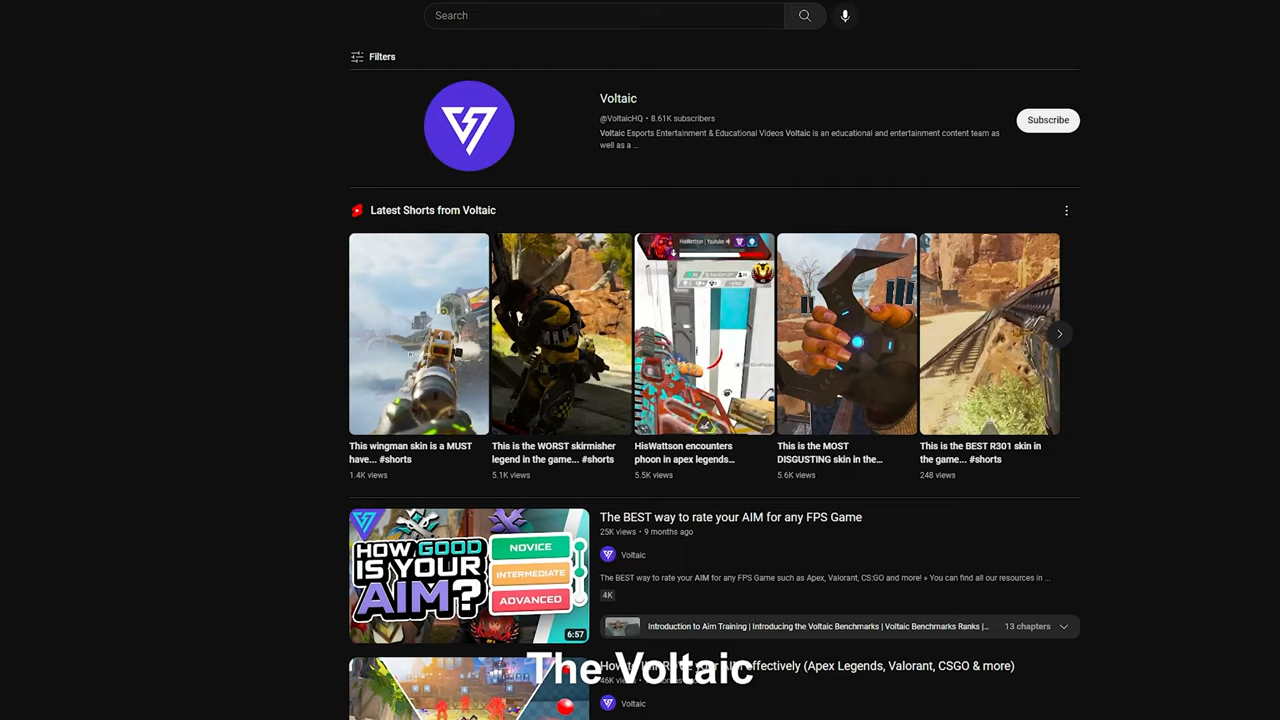 Search
Filters
Voltaic
@VoltaicHQ • 8.61K subscribers
Subscribe
Voltaic Esports Entertainment & Educational Videos Voltaic is an educational and entertainment content team as
well as a ...
Latest Shorts from Voltaic
HisWattson | Youtube
This wingman skin is a MUST
have... #shorts
1.4K views
This is the WORST skirmisher
legend in the game... #shorts
5.1K views
HisWattson encounters
phoon in apex legends...
5.5K views
This is the MOST
DISGUSTING skin in the...
5.6K views
This is the BEST R301 skin in
the game... #shorts
248 views
HOW GOOD
IS YOUR
AIM?
NOVICE
INTERMEDIATE
ADVANCED
6:57
The BEST way to rate your AIM for any FPS Game
25K views • 9 months ago
Voltaic
The BEST way to rate your AIM for any FPS Game such as Apex, Valorant, CS:GO and more! » You can find all our resources in ...
4K
Introduction to Aim Training | Introducing the Voltaic Benchmarks | Voltaic Benchmarks Ranks |...
13 chapters
How to your AIM effectively (Apex Legends, Valorant, CSGO & more)
46K views
Voltaic
The Voltaic